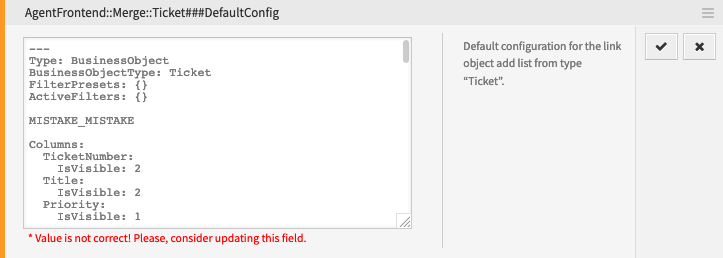 AgentFrontend::Merge::Ticket###DefaultConfig
---
Type: BusinessObject
BusinessObjectType: Ticket
FilterPresets: {}
ActiveFilters: {}
MISTAKE_MISTAKE
Columns:
  TicketNumber:
    IsVisible: 2
  Title:
    IsVisible: 2
  Priority:
    IsVisible: 1
* Value is not correct! Please, consider updating this field.
Default configuration for the link
object add list from type
“Ticket”.